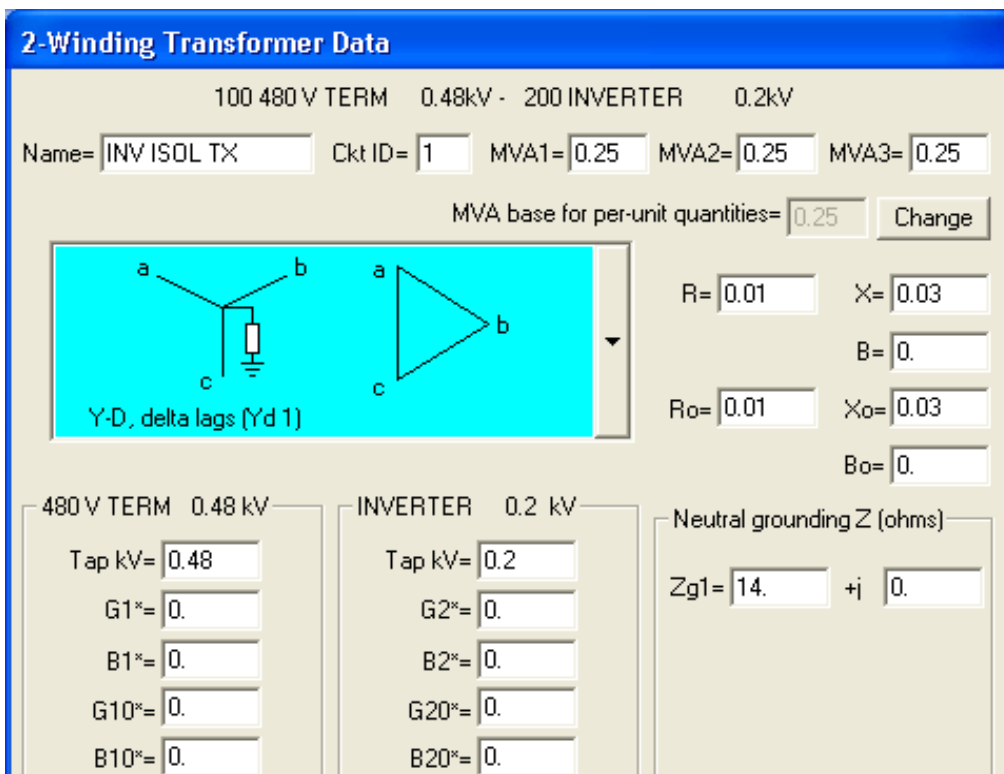 2-Winding Transformer Data
100 480 V TERM 0.48kV - 200 INVERTER 0.2kV
Name= INV ISOL TX Ckt ID= 1 MVA1= 0.25 MVA2= 0.25 MVA3= 0.25
MVA base for per-unit quantities= 0.25 Change
a b c
a b c
Y-D, delta lags (Yd 1)
R= 0.01 X= 0.03
B= 0.
Ro= 0.01 Xo= 0.03
Bo= 0.
480 V TERM 0.48 kV
Tap kV= 0.48
G1*= 0.
B1*= 0.
G10*= 0.
B10*= 0.
INVERTER 0.2 kV
Tap kV= 0.2
G2*= 0.
B2*= 0.
G20*= 0.
B20*= 0.
Neutral grounding Z (ohms)
Zg1= 14. +j 0.